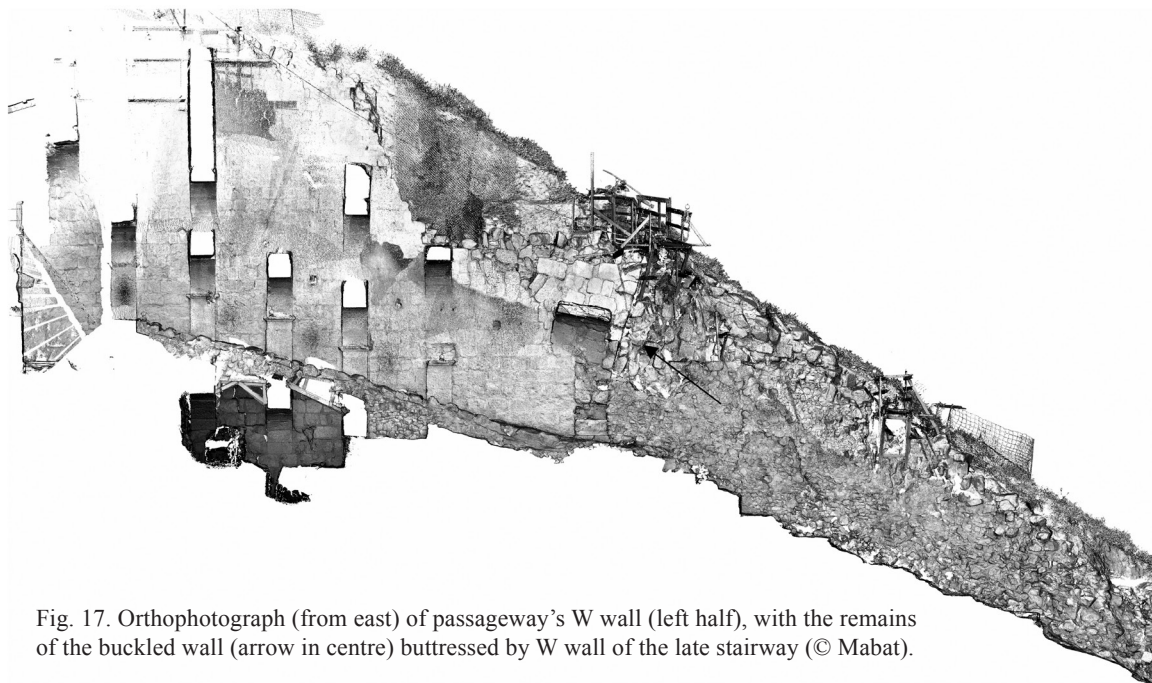 Fig. 17. Orthophotograph (from east) of passageway’s W wall (left half), with the remains
of the buckled wall (arrow in centre) buttressed by W wall of the late stairway (© Mabat).